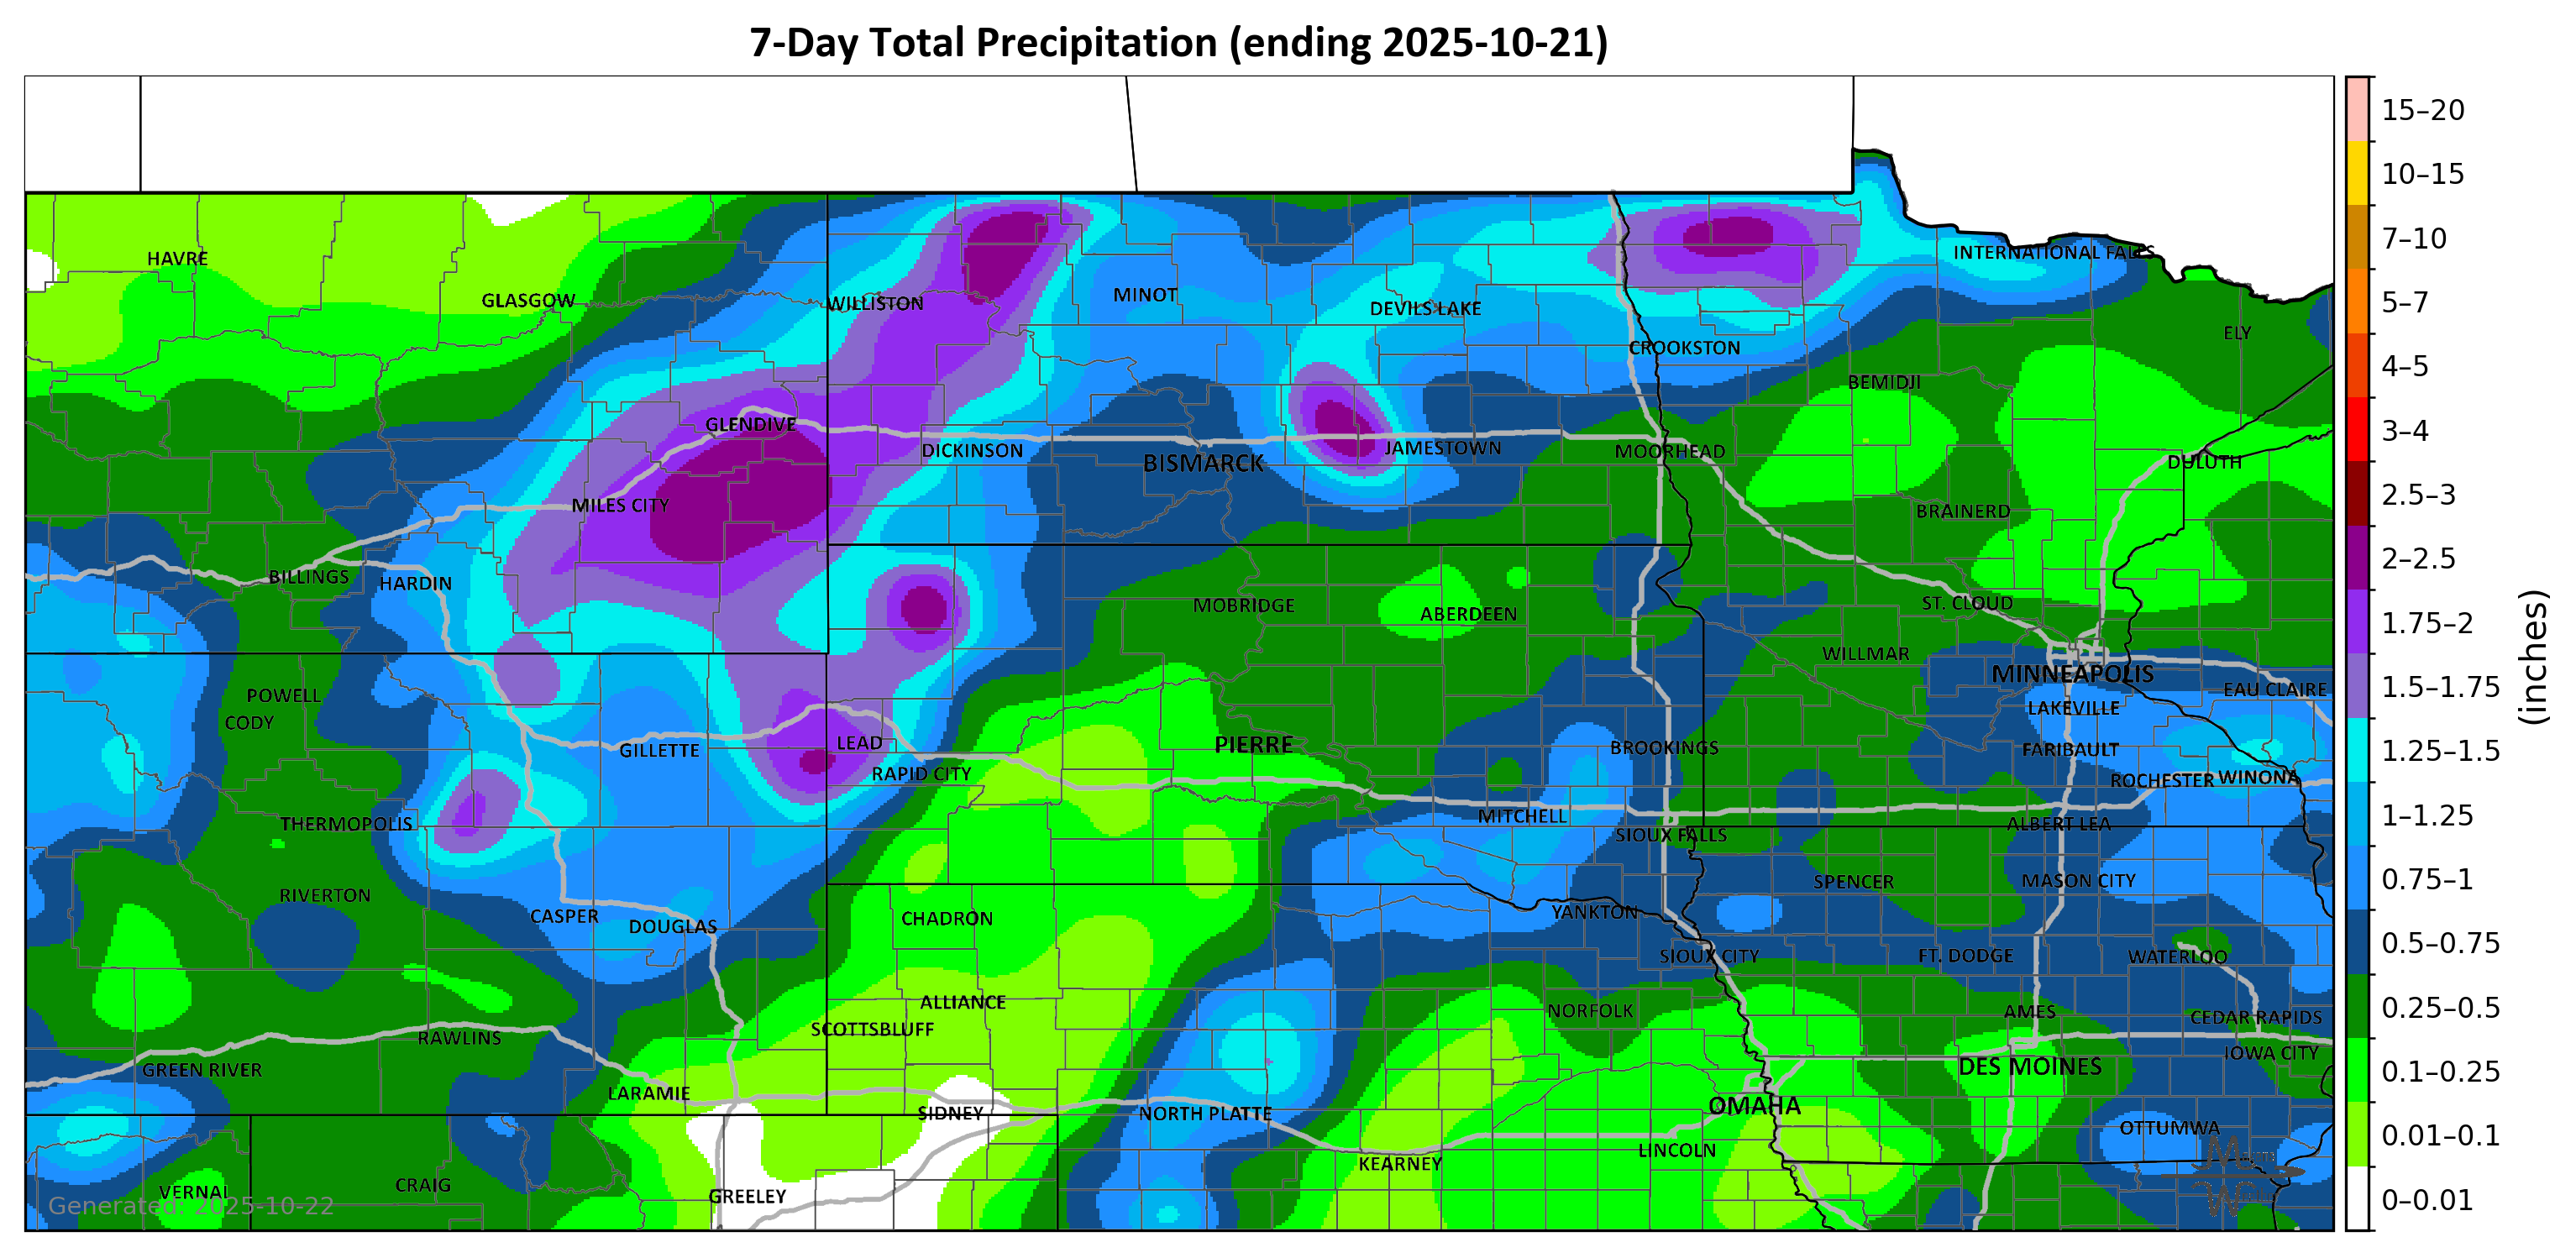 7-Day Total Precipitation (ending 2025-10-21)
15–20
10–15
7–10
5–7
4–5
3–4
2.5–3
2–2.5
1.75–2
1.5–1.75
1.25–1.5
1–1.25
0.75–1
0.5–0.75
0.25–0.5
0.1–0.25
0.01–0.1
0–0.01
(inches)
HAVRE
INTERNATIONAL FALLS
GLASGOW
WILLISTON
MINOT
DEVILS LAKE
ELY
CROOKSTON
BEMIDJI
GLENDIVE
DICKINSON
BISMARCK
JAMESTOWN
MOORHEAD
DULUTH
MILES CITY
BRAINERD
BILLINGS
HARDIN
MOBRIDGE
ABERDEEN
ST. CLOUD
WILLMAR
MINNEAPOLIS
POWELL
EAU CLAIRE
CODY
LAKEVILLE
GILLETTE
LEAD
PIERRE
BROOKINGS
FARIBAULT
RAPID CITY
ROCHESTER
WINONA
THERMOPOLIS
MITCHELL
ALBERT LEA
SIOUX FALLS
RIVERTON
SPENCER
MASON CITY
CASPER
DOUGLAS
CHADRON
YANKTON
SIOUX CITY
FT. DODGE
WATERLOO
ALLIANCE
NORFOLK
AMES
SCOTTSBLUFF
CEDAR RAPIDS
RAWLINS
IOWA CITY
GREEN RIVER
DES MOINES
LARAMIE
SIDNEY
NORTH PLATTE
OMAHA
OTTUMWA
LINCOLN
KEARNEY
VERNAL
CRAIG
GREELEY
Generated: 2025-10-22